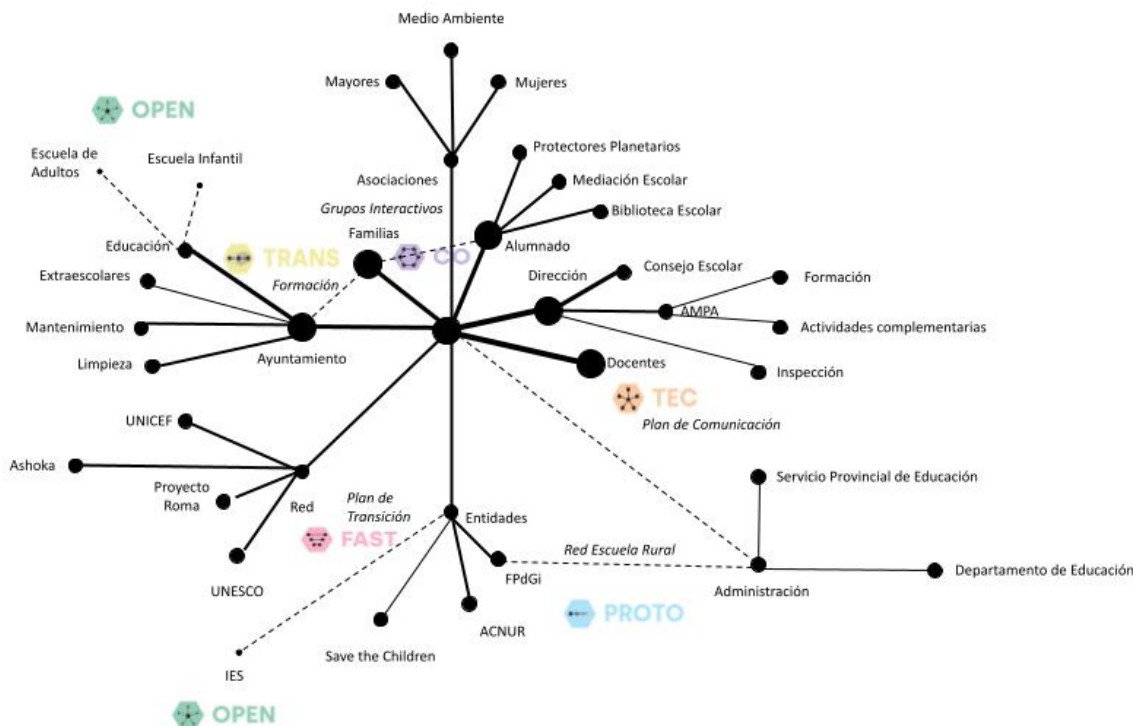 Medio Ambiente
Mayores
Mujeres
OPEN
Protectores Planetarios
Escuela de
Adultos
Escuela Infantil
Asociaciones
Mediación Escolar
Grupos Interactivos
Biblioteca Escolar
Familias
Educación
TRANS
CO
Alumnado
Extraescolares
Formación
Dirección
Consejo Escolar
Formación
Mantenimiento
AMPA
Actividades complementarias
Limpieza
Ayuntamiento
Docentes
Inspección
TEC
UNICEF
Plan de Comunicación
Ashoka
Proyecto
Roma
Red
Plan de
Transición
Entidades
Servicio Provincial de Educación
FAST
Red Escuela Rural
UNESCO
FPdGi
Administración
Departamento de Educación
PROTO
ACNUR
Save the Children
IES
OPEN